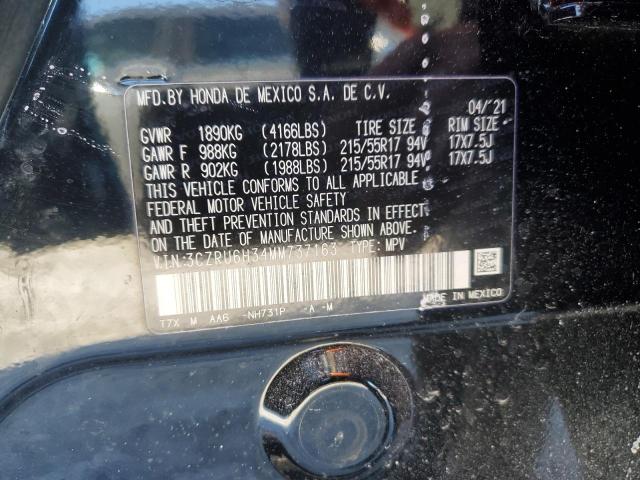 MFD. BY HONDA DE MEXICO S.A. DE C.V. 04/'21
GVWR 1890KG (4166LBS) TIRE SIZE RIM SIZE
GAWR F 988KG (2178LBS) 215/55R17 94V 17X7.5J
GAWR R 902KG (1988LBS) 215/55R17 94V 17X7.5J
THIS VEHICLE CONFORMS TO ALL APPLICABLE
FEDERAL MOTOR VEHICLE SAFETY
AND THEFT PREVENTION STANDARDS IN EFFECT
ON THE DATE OF MANUFACTURE SHOWN ABOVE.
V.I.N:3CZRU6H34MM737163 TYPE: MPV
MADE IN MEXICO
T7X M AA6 -NH731P -A -M